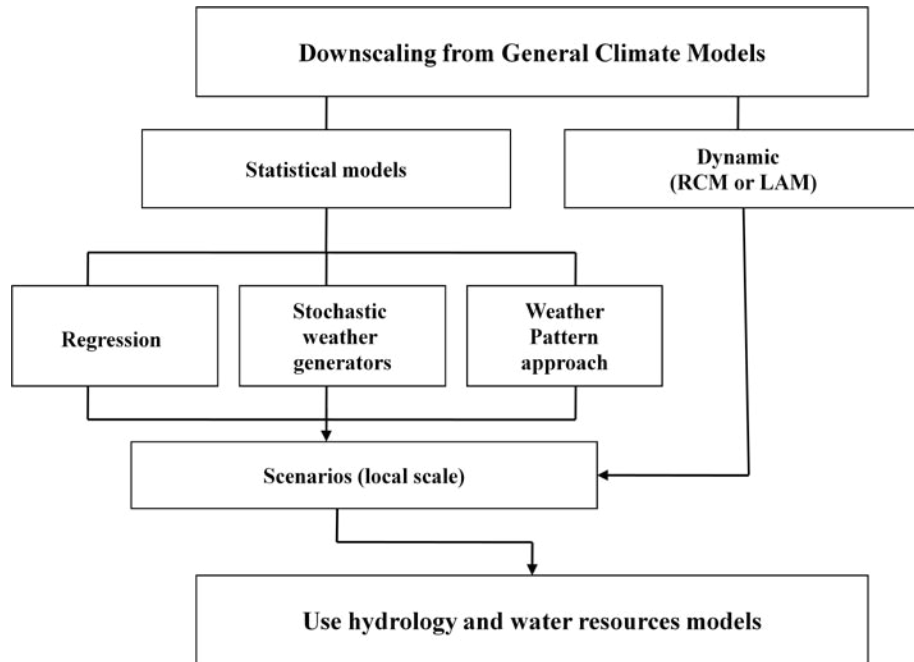 Downscaling from General Climate Models
Statistical models
Dynamic
(RCM or LAM)
Regression
Stochastic
weather
generators
Weather
Pattern
approach
Scenarios (local scale)
Use hydrology and water resources models